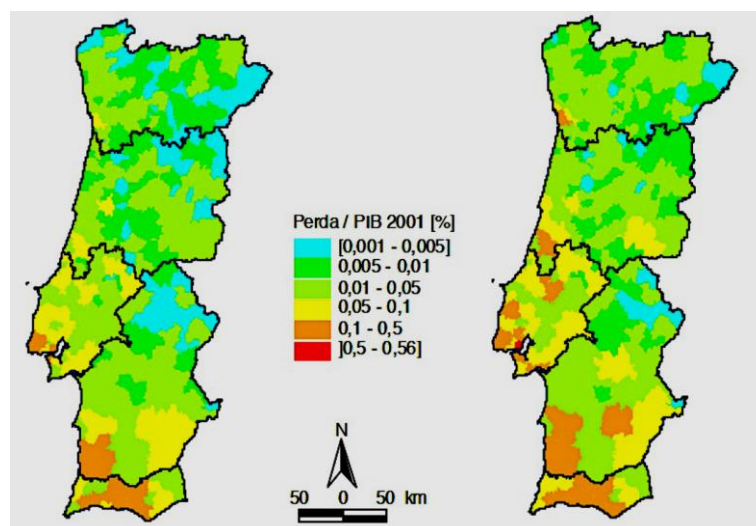 Perda / PIB 2001 [%]
[0,001 - 0,005]
0,005 - 0,01
0,01 - 0,05
0,05 - 0,1
0,1 - 0,5
]0,5 - 0,56]
N
50 0 50 km